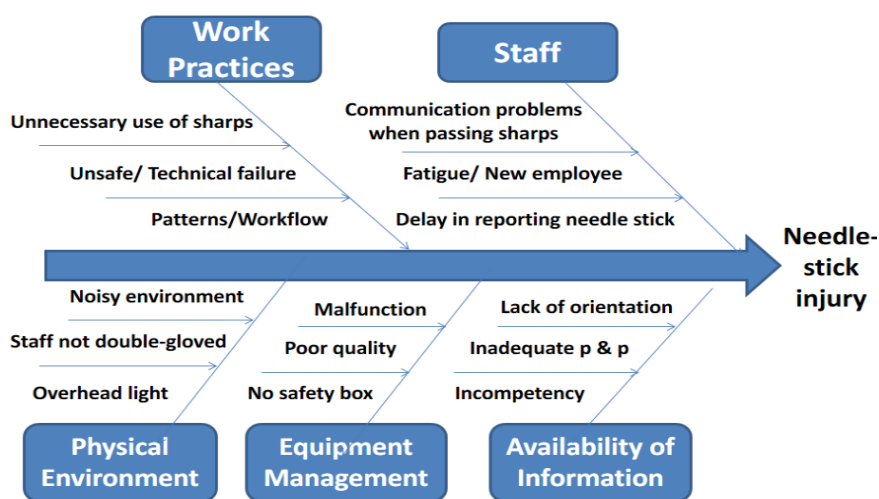 Work
Practices
Staff
Unnecessary use of sharps
Unsafe/ Technical failure
Patterns/Workflow
Communication problems
when passing sharps
Fatigue/ New employee
Delay in reporting needle stick
Needle-
stick
injury
Noisy environment
Staff not double-gloved
Overhead light
Malfunction
Poor quality
No safety box
Lack of orientation
Inadequate p & p
Incompetency
Physical
Environment
Equipment
Management
Availability of
Information